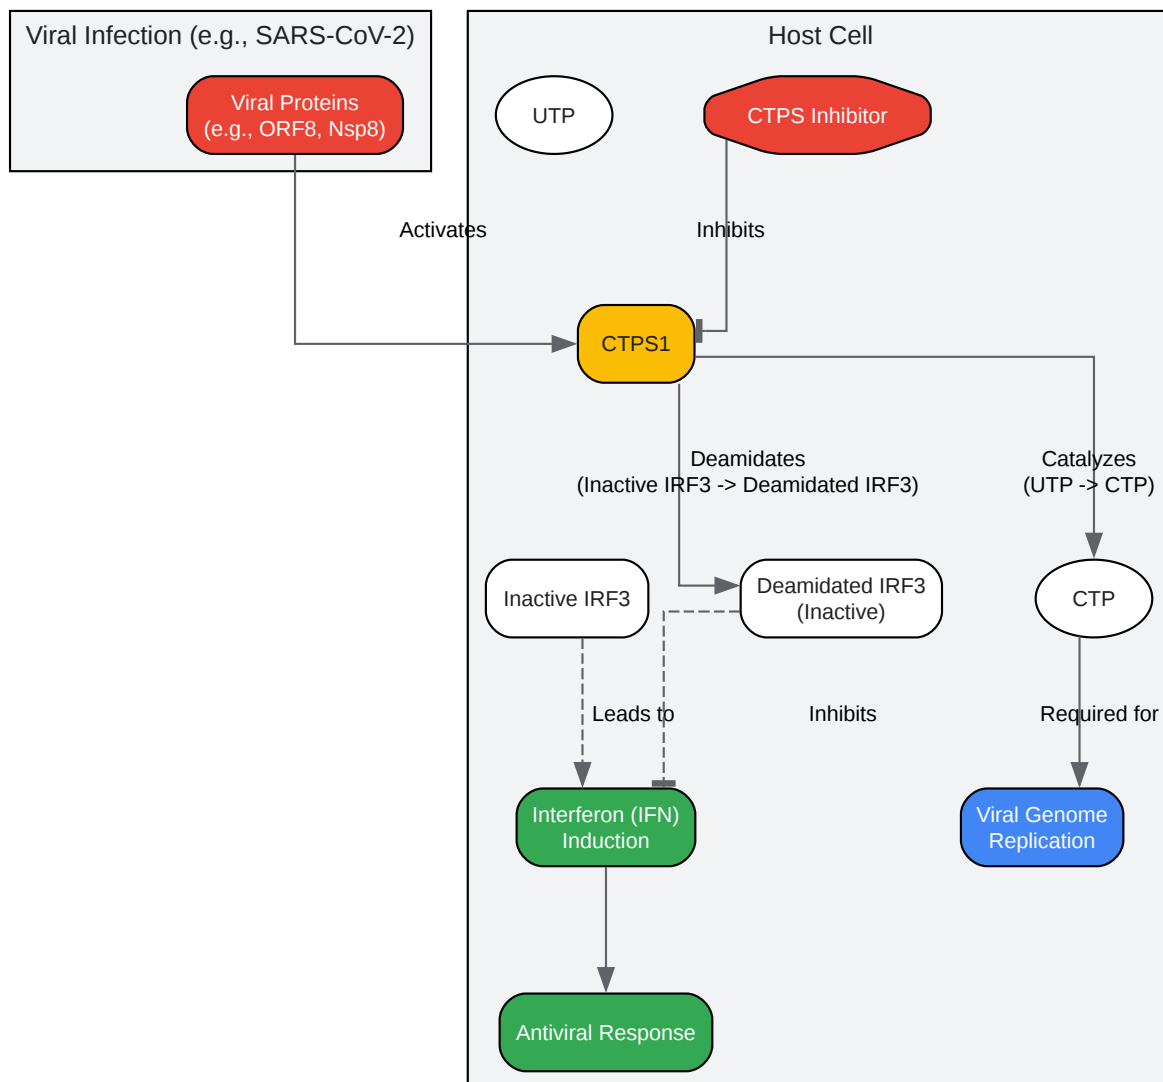 Viral Infection (e.g., SARS-CoV-2)
Host Cell
Viral Proteins
(e.g., ORF8, Nsp8)
UTP
CTPS Inhibitor
Activates
Inhibits
CTPS1
Deamidates
(Inactive IRF3 -> Deamidated IRF3)
Catalyzes
(UTP -> CTP)
Inactive IRF3
Deamidated IRF3
(Inactive)
CTP
Leads to
Inhibits
Required for
Interferon (IFN)
Induction
Viral Genome
Replication
Antiviral Response